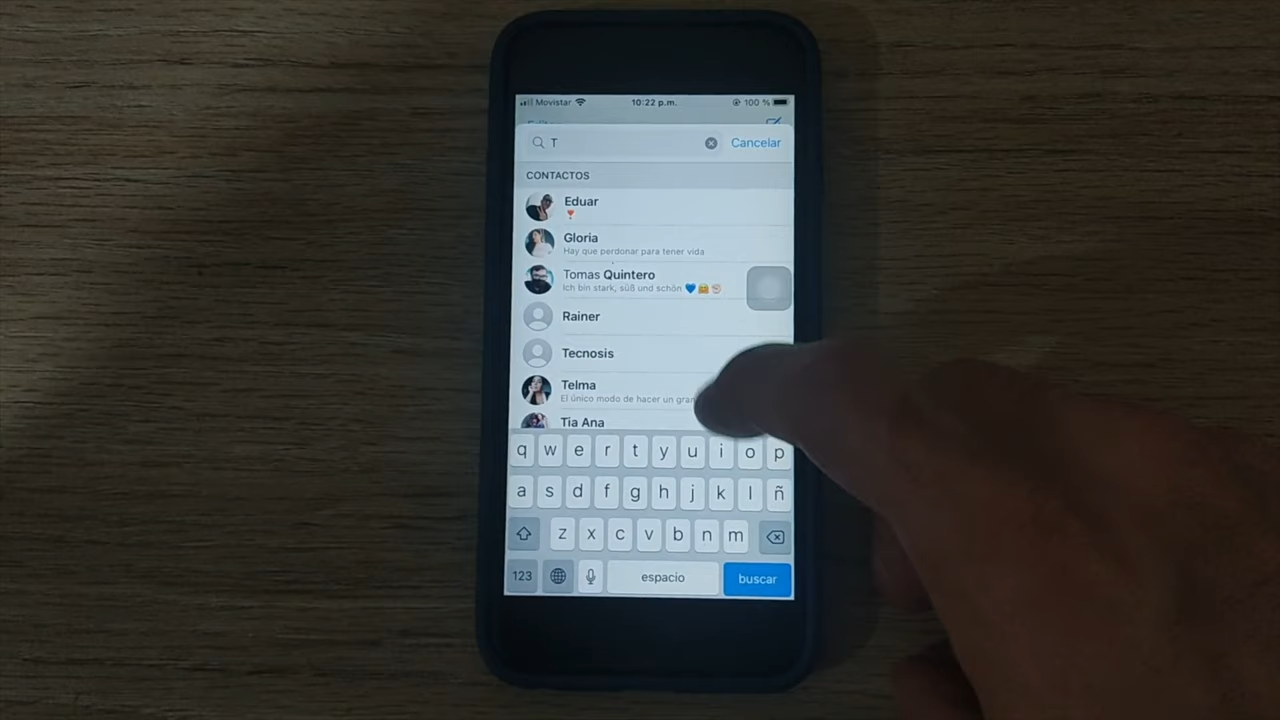 Movistar 10:22 p.m. 100 %
T Cancelar
CONTACTOS
Eduar
Gloria
Hay que perdonar para tener vida
Tomas Quintero
Ich bin stark, süß und schön 
Rainer
Tecnosis
Telma
El único modo de hacer un gran
Tia Ana
q w e r t y u i o p
a s d f g h j k l ñ
z x c v b n m
123 espacio buscar